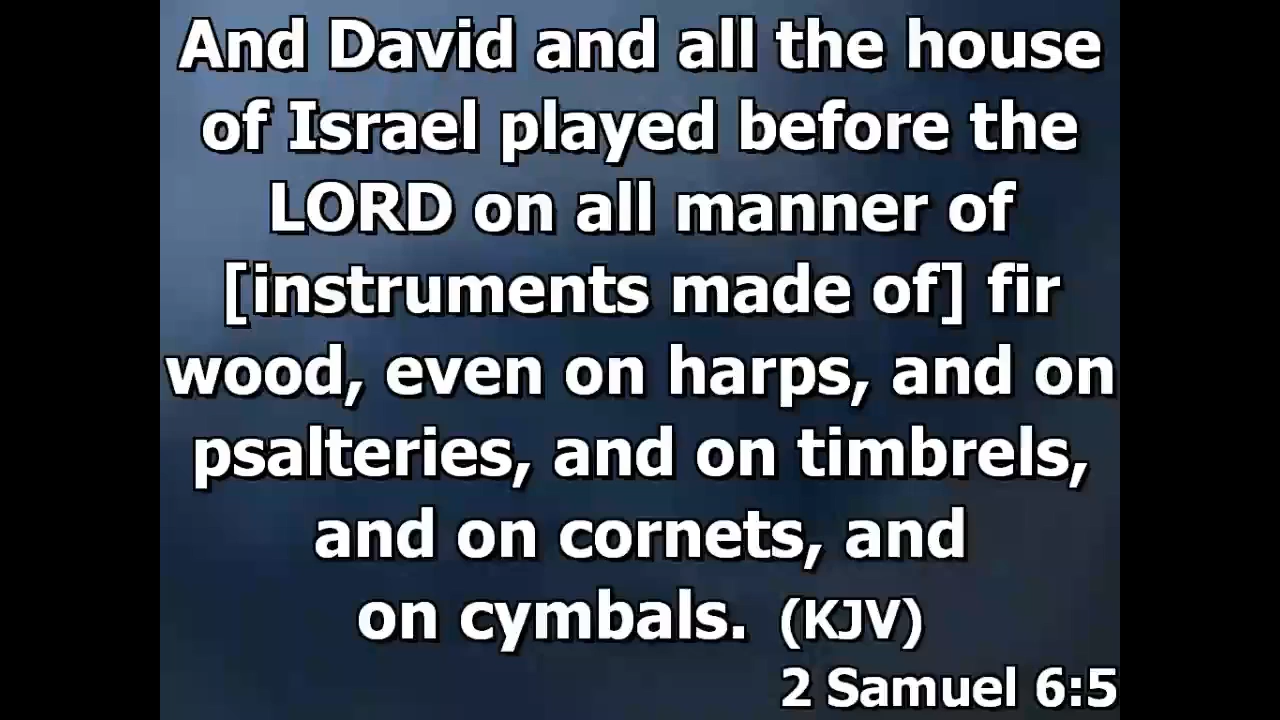 And David and all the house
of Israel played before the
LORD on all manner of
[instruments made of] fir
wood, even on harps, and on
psalteries, and on timbrels,
and on cornets, and
on cymbals. (KJV)
2 Samuel 6:5